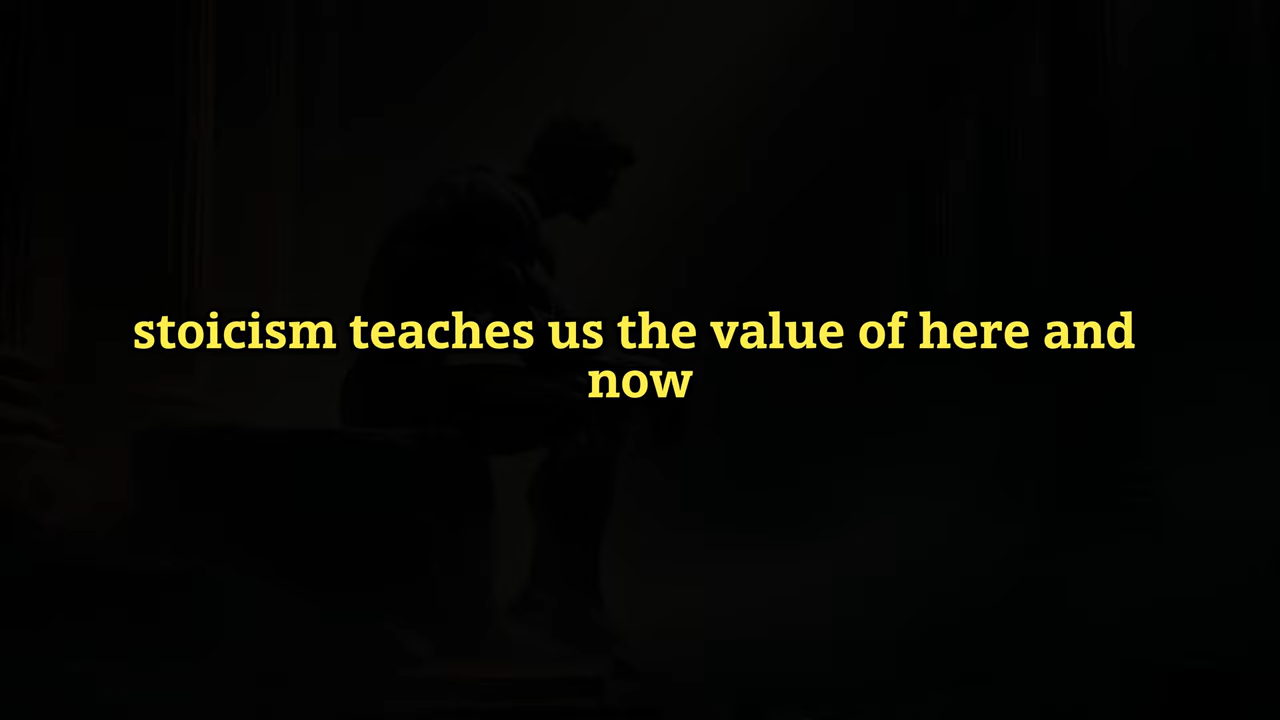 stoicism teaches us the value of here and
now